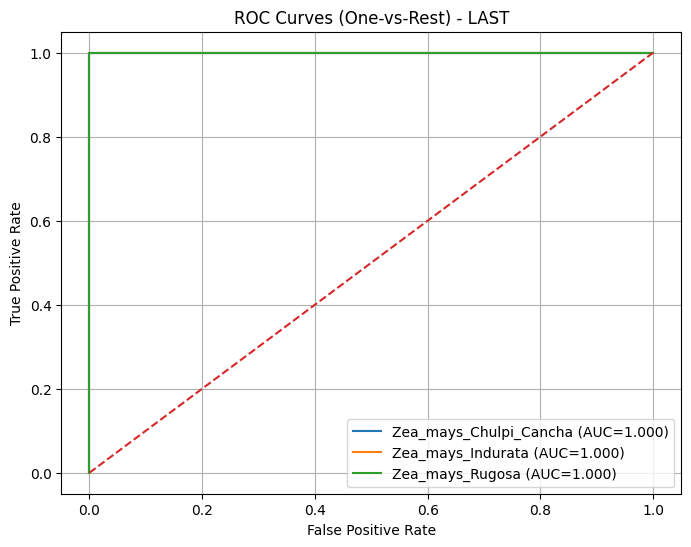 ROC Curves (One-vs-Rest) - LAST
True Positive Rate
1.0
0.8
0.6
0.4
0.2
0.0
Zea_mays_Chulpi_Cancha (AUC=1.000)
Zea_mays_Indurata (AUC=1.000)
Zea_mays_Rugosa (AUC=1.000)
0.0 0.2 0.4 0.6 0.8 1.0
False Positive Rate